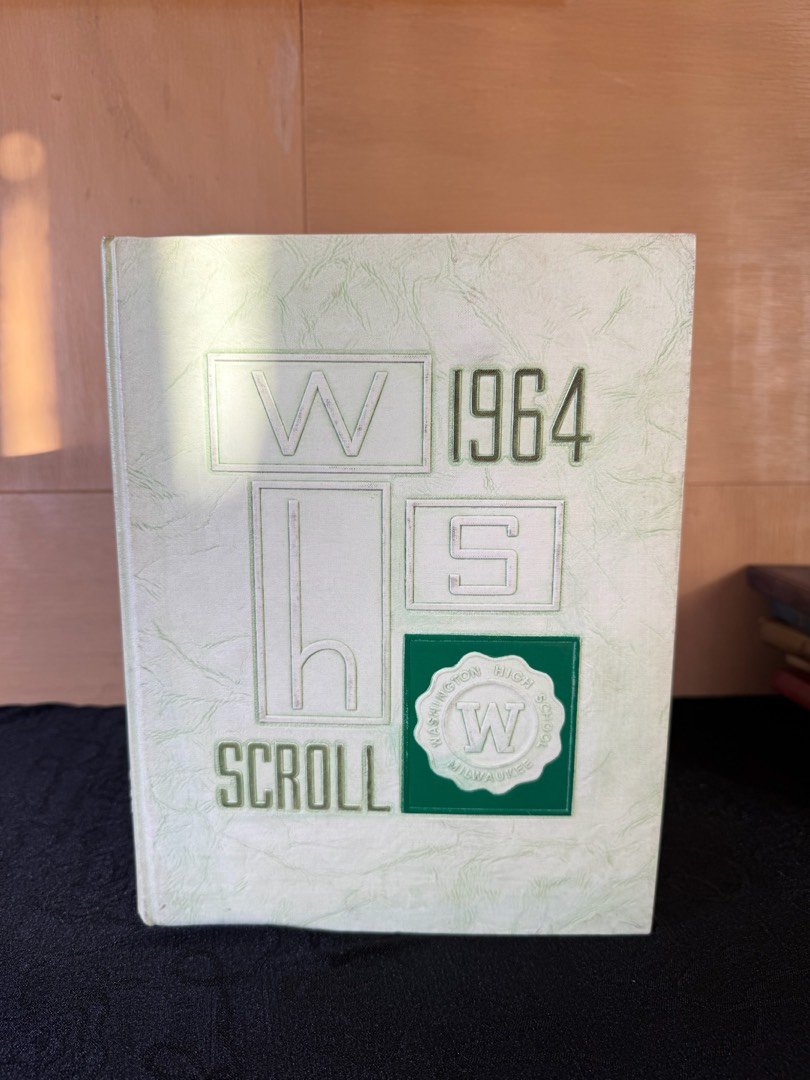 W 1964
h S
SCROLL
WASHINGTON HIGH SCHOOL
W
MILWAUKEE